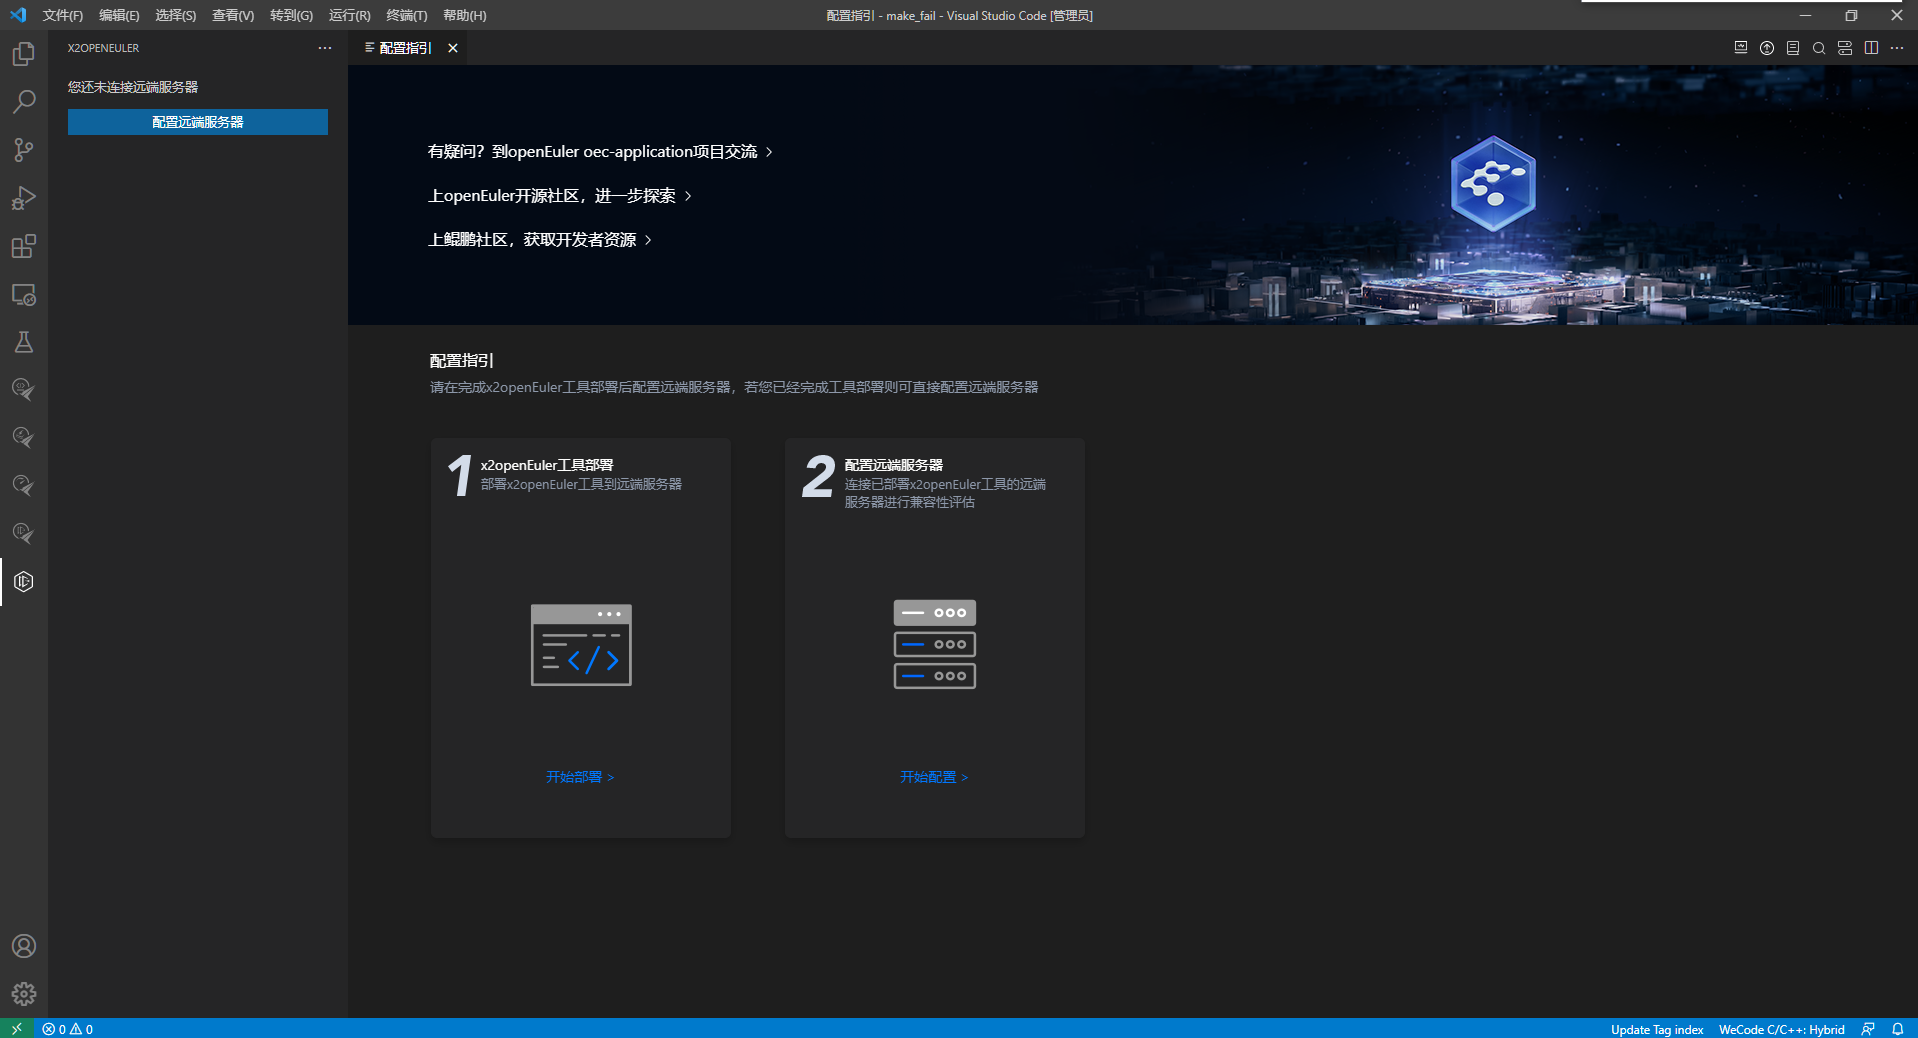 文件(F) 编辑(E) 选择(S) 查看(V) 转到(G) 运行(R) 终端(T) 帮助(H)
配置指引 - make_fail - Visual Studio Code [管理员]
X2OPENEULER
配置指引
您还未连接远端服务器
配置远端服务器
有疑问？到openEuler oec-application项目交流 >
上openEuler开源社区，进一步探索 >
上鲲鹏社区，获取开发者资源 >
配置指引
请在完成x2openEuler工具部署后配置远端服务器，若您已经完成工具部署则可直接配置远端服务器
1
x2openEuler工具部署
部署x2openEuler工具到远端服务器
开始部署 >
2
配置远端服务器
连接已部署x2openEuler工具的远端
服务器进行兼容性评估
开始配置 >
0 0
Update Tag index
WeCode C/C++: Hybrid